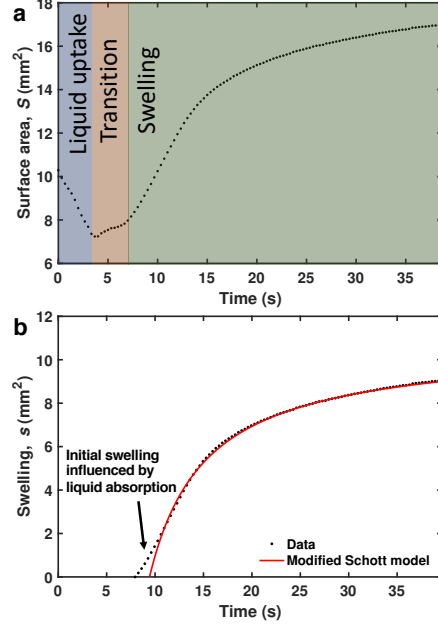 a
18
16
14
12
10
8
6
Surface area, S (mm²)
Liquid uptake
Transition
Swelling
0 5 10 15 20 25 30 35
Time (s)
b
12
10
8
6
4
2
0
Swelling, s (mm²)
Initial swelling
influenced by
liquid absorption
Data
Modified Schott model
0 5 10 15 20 25 30 35
Time (s)